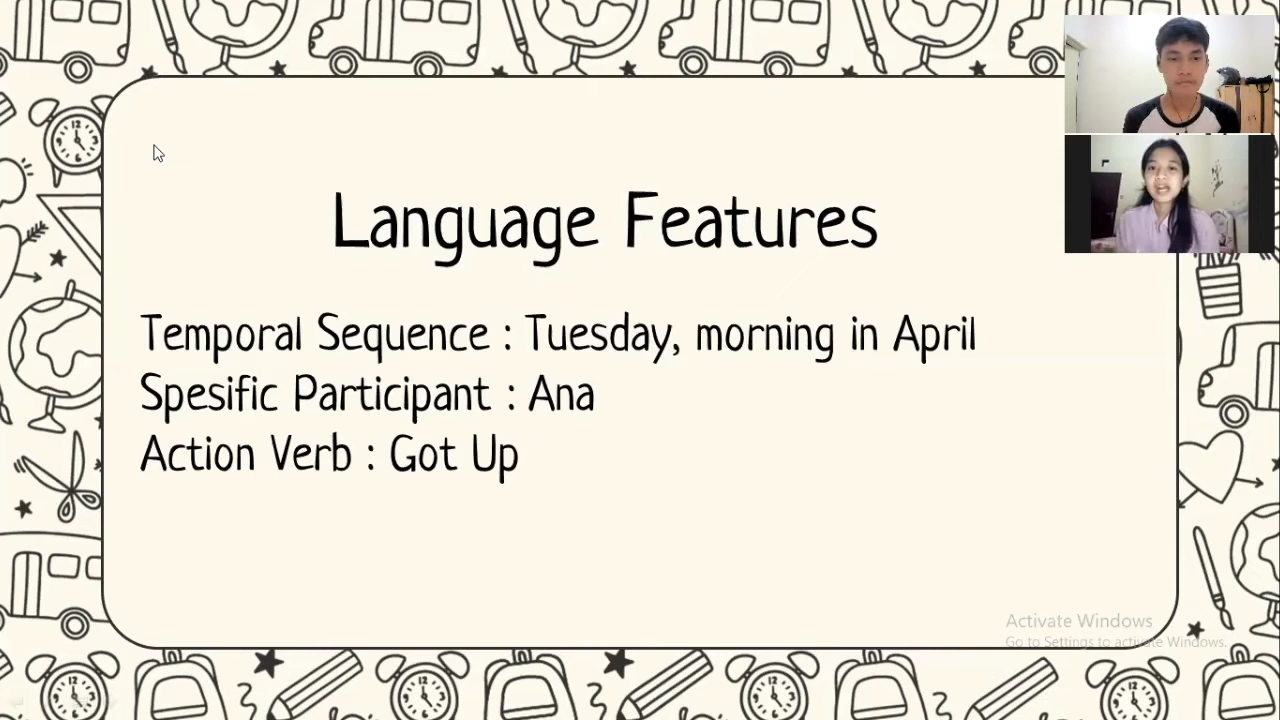 Language Features
Temporal Sequence : Tuesday, morning in April
Spesific Participant : Ana
Action Verb : Got Up
Activate Windows
Go to Settings to activate Windows.